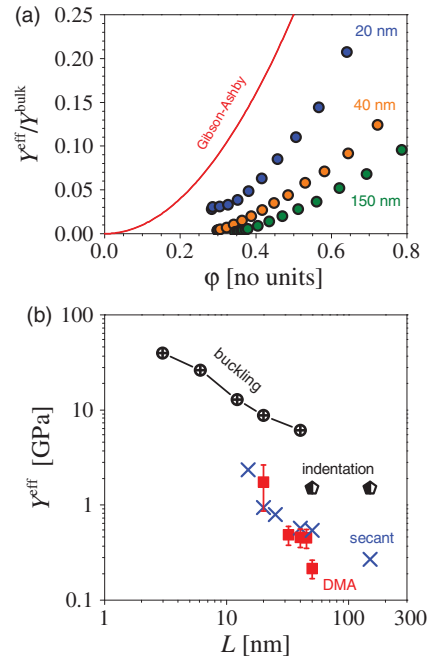 (a)
0.25
0.20
0.15
0.10
0.05
0.00
Y^eff/Y^bulk
Gibson-Ashby
20 nm
40 nm
150 nm
0.0 0.2 0.4 0.6 0.8
φ [no units]
(b)
100
10
1
0.1
Y^eff [GPa]
buckling
indentation
secant
DMA
1 10 100 300
L [nm]